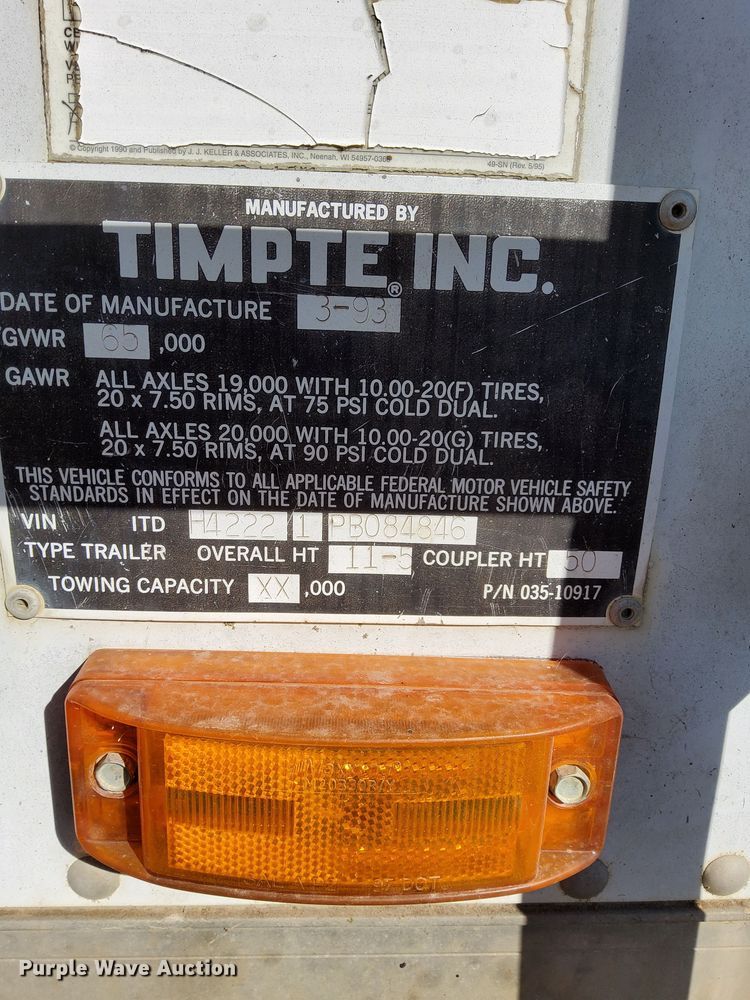 © Copyright 1990 and Published by J. J. KELLER & ASSOCIATES, INC., Neenah, WI 54957-0368
49-SN (Rev. 5/95)
MANUFACTURED BY
TIMPTE INC.®
DATE OF MANUFACTURE 3-93
GVWR 65 ,000
GAWR ALL AXLES 19,000 WITH 10.00-20(F) TIRES,
20 x 7.50 RIMS, AT 75 PSI COLD DUAL.
ALL AXLES 20,000 WITH 10.00-20(G) TIRES,
20 x 7.50 RIMS, AT 90 PSI COLD DUAL.
THIS VEHICLE CONFORMS TO ALL APPLICABLE FEDERAL MOTOR VEHICLE SAFETY
STANDARDS IN EFFECT ON THE DATE OF MANUFACTURE SHOWN ABOVE.
VIN 1TD H4222 1 PB084846
TYPE TRAILER OVERALL HT 11-5 COUPLER HT 50
TOWING CAPACITY XX ,000 P/N 035-10917
Purple Wave Auction